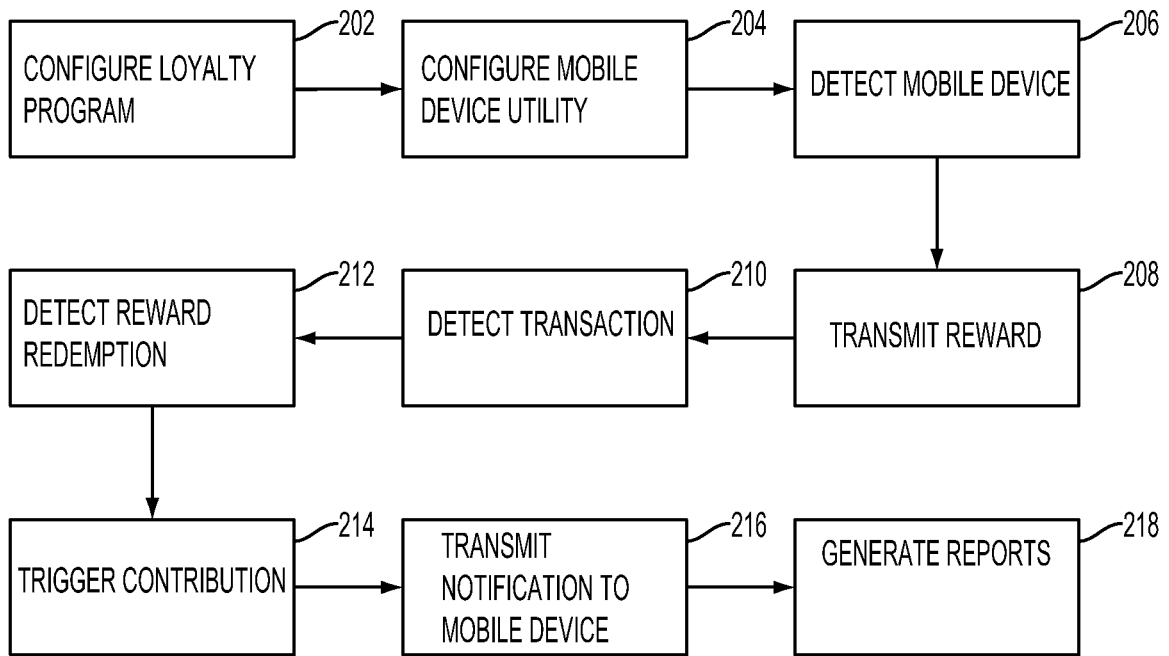 202
CONFIGURE LOYALTY
PROGRAM
204
CONFIGURE MOBILE
DEVICE UTILITY
206
DETECT MOBILE DEVICE
208
TRANSMIT REWARD
210
DETECT TRANSACTION
212
DETECT REWARD
REDEMPTION
214
TRIGGER CONTRIBUTION
216
TRANSMIT
NOTIFICATION TO
MOBILE DEVICE
218
GENERATE REPORTS